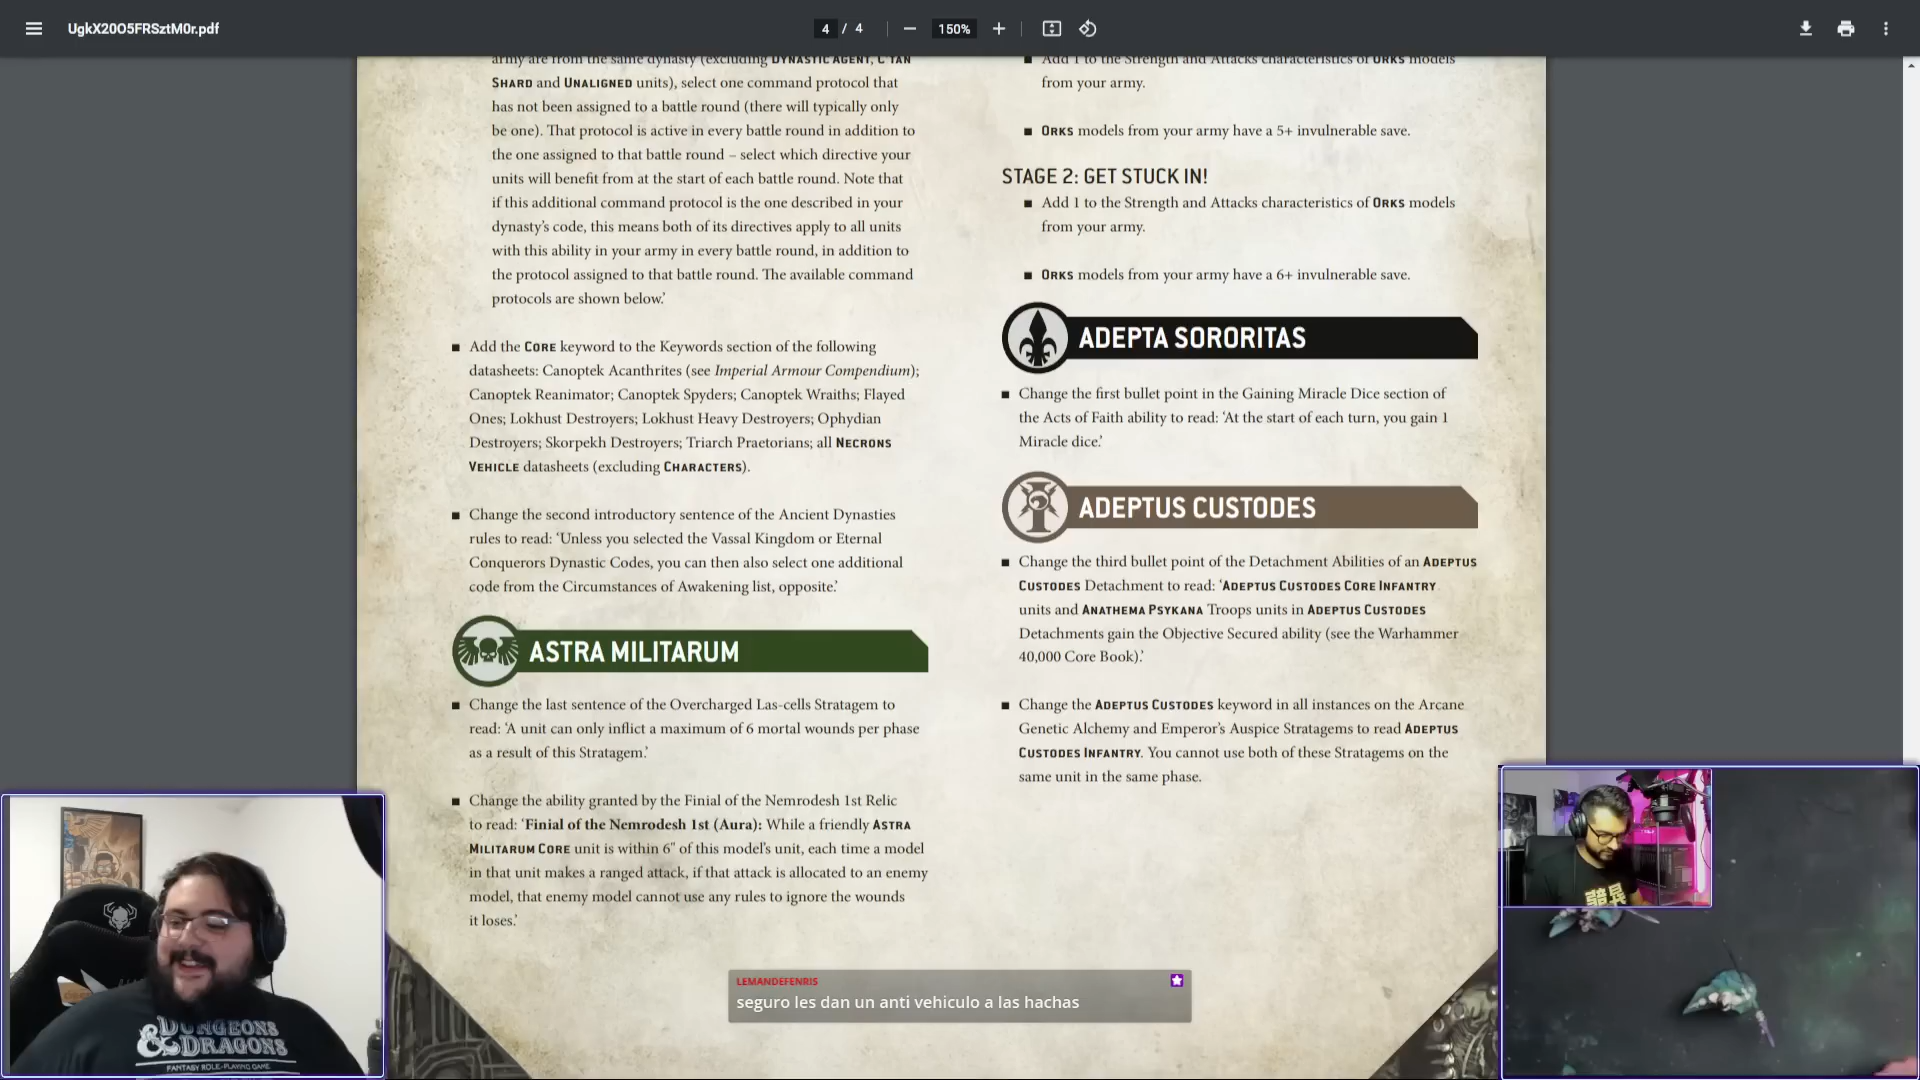 UgkX20O5FRSztM0r.pdf
4 / 4
150%
army are from the same dynasty (excluding DYNASTIC AGENT, C'TAN
SHARD and UNALIGNED units), select one command protocol that
has not been assigned to a battle round (there will typically only
be one). That protocol is active in every battle round in addition to
the one assigned to that battle round – select which directive your
units will benefit from at the start of each battle round. Note that
if this additional command protocol is the one described in your
dynasty's code, this means both of its directives apply to all units
with this ability in your army in every battle round, in addition to
the protocol assigned to that battle round. The available command
protocols are shown below.'
■ Add the CORE keyword to the Keywords section of the following
datasheets: Canoptek Acanthrites (see Imperial Armour Compendium);
Canoptek Reanimator; Canoptek Spyders; Canoptek Wraiths; Flayed
Ones; Lokhust Destroyers; Lokhust Heavy Destroyers; Ophydian
Destroyers; Skorpekh Destroyers; Triarch Praetorians; all NECRONS
VEHICLE datasheets (excluding CHARACTERS).
■ Change the second introductory sentence of the Ancient Dynasties
rules to read: 'Unless you selected the Vassal Kingdom or Eternal
Conquerors Dynastic Codes, you can then also select one additional
code from the Circumstances of Awakening list, opposite.'
ASTRA MILITARUM
■ Change the last sentence of the Overcharged Las-cells Stratagem to
read: 'A unit can only inflict a maximum of 6 mortal wounds per phase
as a result of this Stratagem.'
■ Change the ability granted by the Finial of the Nemrodesh 1st Relic
to read: 'Finial of the Nemrodesh 1st (Aura): While a friendly ASTRA
MILITARUM CORE unit is within 6" of this model's unit, each time a model
in that unit makes a ranged attack, if that attack is allocated to an enemy
model, that enemy model cannot use any rules to ignore the wounds
it loses.'
■ Add 1 to the Strength and Attacks characteristics of ORKS models
from your army.
■ ORKS models from your army have a 5+ invulnerable save.
STAGE 2: GET STUCK IN!
■ Add 1 to the Strength and Attacks characteristics of ORKS models
from your army.
■ ORKS models from your army have a 6+ invulnerable save.
ADEPTA SORORITAS
■ Change the first bullet point in the Gaining Miracle Dice section of
the Acts of Faith ability to read: 'At the start of each turn, you gain 1
Miracle dice.'
ADEPTUS CUSTODES
■ Change the third bullet point of the Detachment Abilities of an ADEPTUS
CUSTODES Detachment to read: 'ADEPTUS CUSTODES CORE INFANTRY
units and ANATHEMA PSYKANA Troops units in ADEPTUS CUSTODES
Detachments gain the Objective Secured ability (see the Warhammer
40,000 Core Book).'
■ Change the ADEPTUS CUSTODES keyword in all instances on the Arcane
Genetic Alchemy and Emperor's Auspice Stratagems to read ADEPTUS
CUSTODES INFANTRY. You cannot use both of these Stratagems on the
same unit in the same phase.
LEMANDEFENRIS
seguro les dan un anti vehiculo a las hachas
DUNGEONS
& DRAGONS
FANTASY ROLE-PLAYING GAME